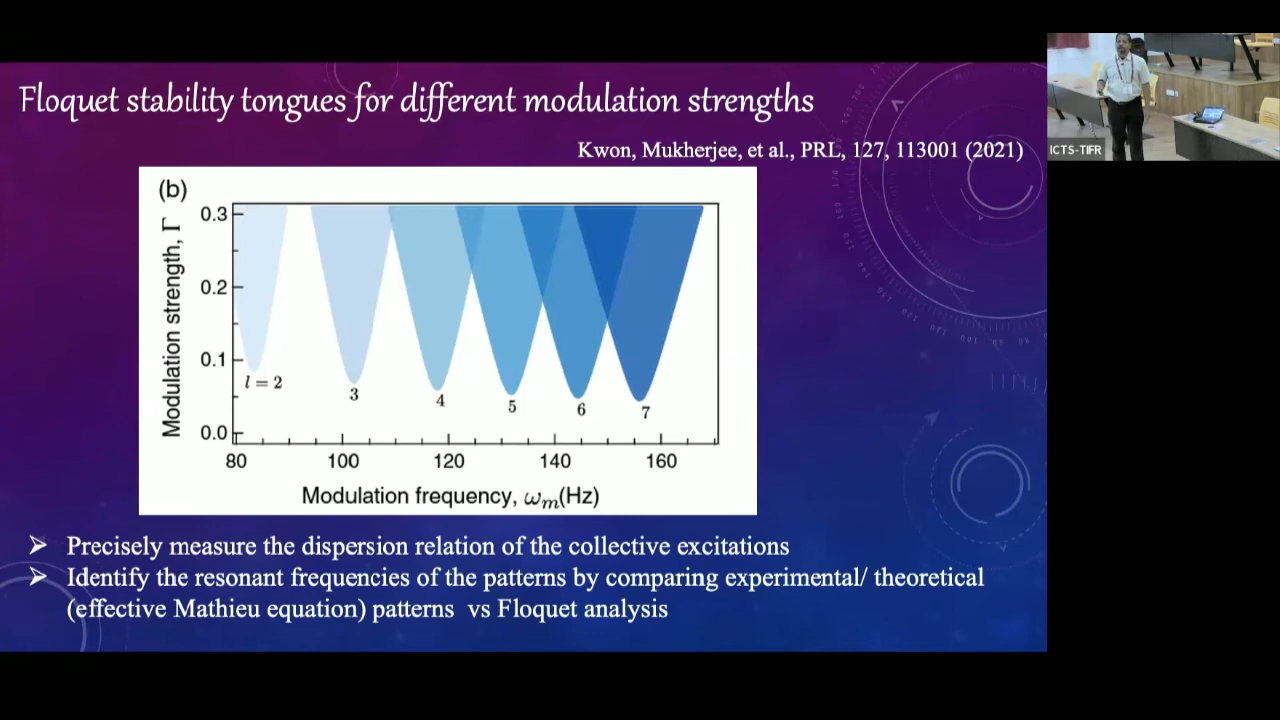 Floquet stability tongues for different modulation strengths
Kwon, Mukherjee, et al., PRL, 127, 113001 (2021)
ICTS-TIFR
(b)
Modulation strength, Γ
0.3
0.2
0.1
0.0
l = 2
3
4
5
6
7
80 100 120 140 160
Modulation frequency, ωm(Hz)
➢ Precisely measure the dispersion relation of the collective excitations
➢ Identify the resonant frequencies of the patterns by comparing experimental/ theoretical
(effective Mathieu equation) patterns vs Floquet analysis